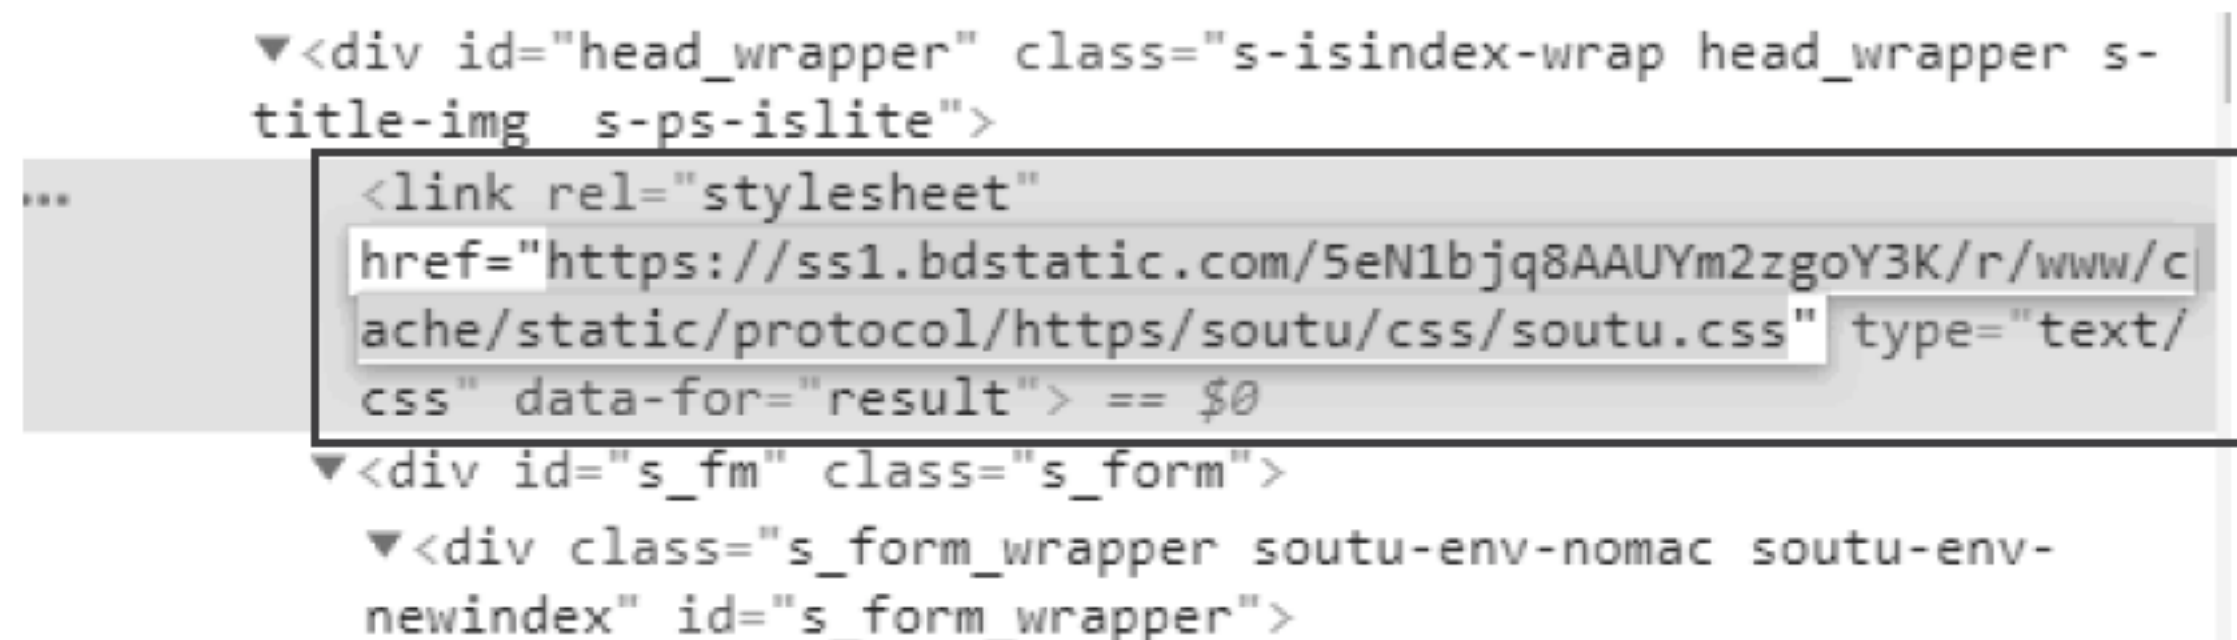 ▼<div id="head_wrapper" class="s-isindex-wrap head_wrapper s-
title-img  s-ps-islite">
... <link rel="stylesheet"
href="https://ss1.bdstatic.com/5eN1bjq8AAUYm2zgoY3K/r/www/c
ache/static/protocol/https/soutu/css/soutu.css" type="text/
css" data-for="result"> == $0
▼<div id="s_fm" class="s_form">
▼<div class="s_form_wrapper soutu-env-nomac soutu-env-
newindex" id="s_form_wrapper">